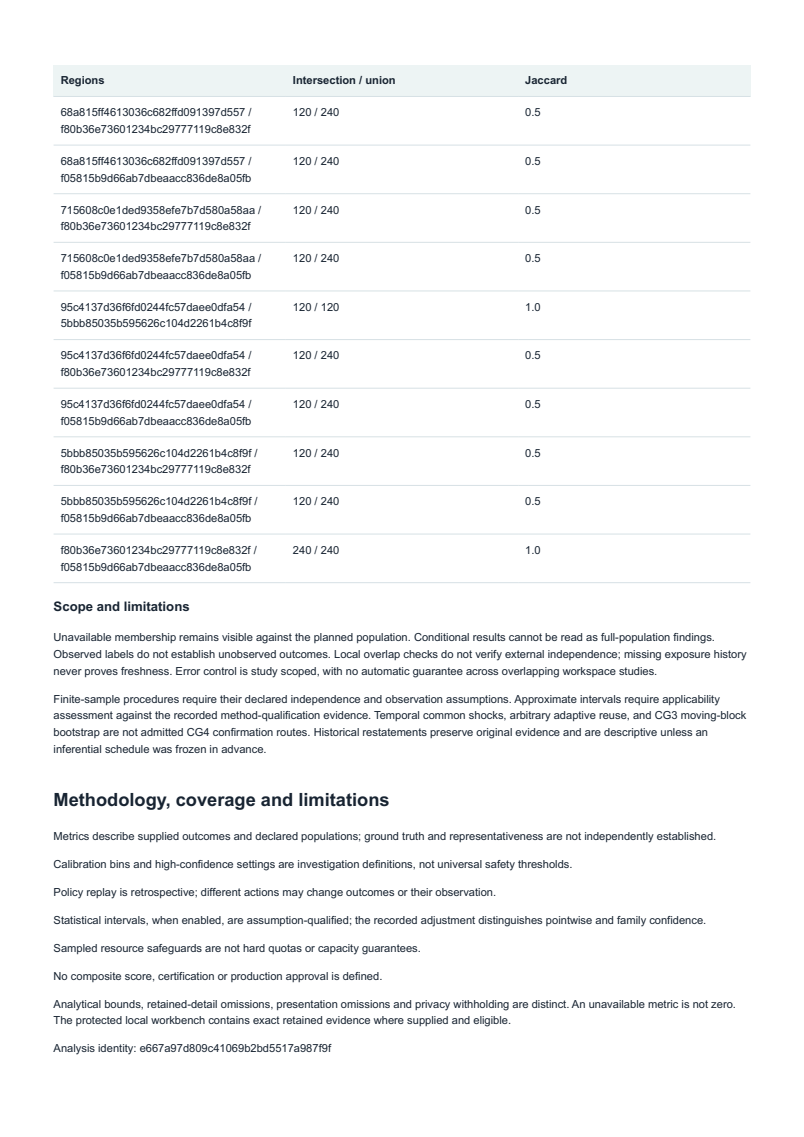 Regions Intersection / union Jaccard
68a815ff4613036c682ffd091397d557 / 120 / 240 0.5
f80b36e73601234bc29777119c8e832f
68a815ff4613036c682ffd091397d557 / 120 / 240 0.5
f05815b9d66ab7dbeaacc836de8a05fb
715608c0e1ded9358efe7b7d580a58aa / 120 / 240 0.5
f80b36e73601234bc29777119c8e832f
715608c0e1ded9358efe7b7d580a58aa / 120 / 240 0.5
f05815b9d66ab7dbeaacc836de8a05fb
95c4137d36f6fd0244fc57daee0dfa54 / 120 / 120 1.0
5bbb85035b595626c104d2261b4c8f9f
95c4137d36f6fd0244fc57daee0dfa54 / 120 / 240 0.5
f80b36e73601234bc29777119c8e832f
95c4137d36f6fd0244fc57daee0dfa54 / 120 / 240 0.5
f05815b9d66ab7dbeaacc836de8a05fb
5bbb85035b595626c104d2261b4c8f9f / 120 / 240 0.5
f80b36e73601234bc29777119c8e832f
5bbb85035b595626c104d2261b4c8f9f / 120 / 240 0.5
f05815b9d66ab7dbeaacc836de8a05fb
f80b36e73601234bc29777119c8e832f / 240 / 240 1.0
f05815b9d66ab7dbeaacc836de8a05fb
Scope and limitations
Unavailable membership remains visible against the planned population. Conditional results cannot be read as full-population findings.
Observed labels do not establish unobserved outcomes. Local overlap checks do not verify external independence; missing exposure history
never proves freshness. Error control is study scoped, with no automatic guarantee across overlapping workspace studies.
Finite-sample procedures require their declared independence and observation assumptions. Approximate intervals require applicability
assessment against the recorded method-qualification evidence. Temporal common shocks, arbitrary adaptive reuse, and CG3 moving-block
bootstrap are not admitted CG4 confirmation routes. Historical restatements preserve original evidence and are descriptive unless an
inferential schedule was frozen in advance.
Methodology, coverage and limitations
Metrics describe supplied outcomes and declared populations; ground truth and representativeness are not independently established.
Calibration bins and high-confidence settings are investigation definitions, not universal safety thresholds.
Policy replay is retrospective; different actions may change outcomes or their observation.
Statistical intervals, when enabled, are assumption-qualified; the recorded adjustment distinguishes pointwise and family confidence.
Sampled resource safeguards are not hard quotas or capacity guarantees.
No composite score, certification or production approval is defined.
Analytical bounds, retained-detail omissions, presentation omissions and privacy withholding are distinct. An unavailable metric is not zero.
The protected local workbench contains exact retained evidence where supplied and eligible.
Analysis identity: e667a97d809c41069b2bd5517a987f9f